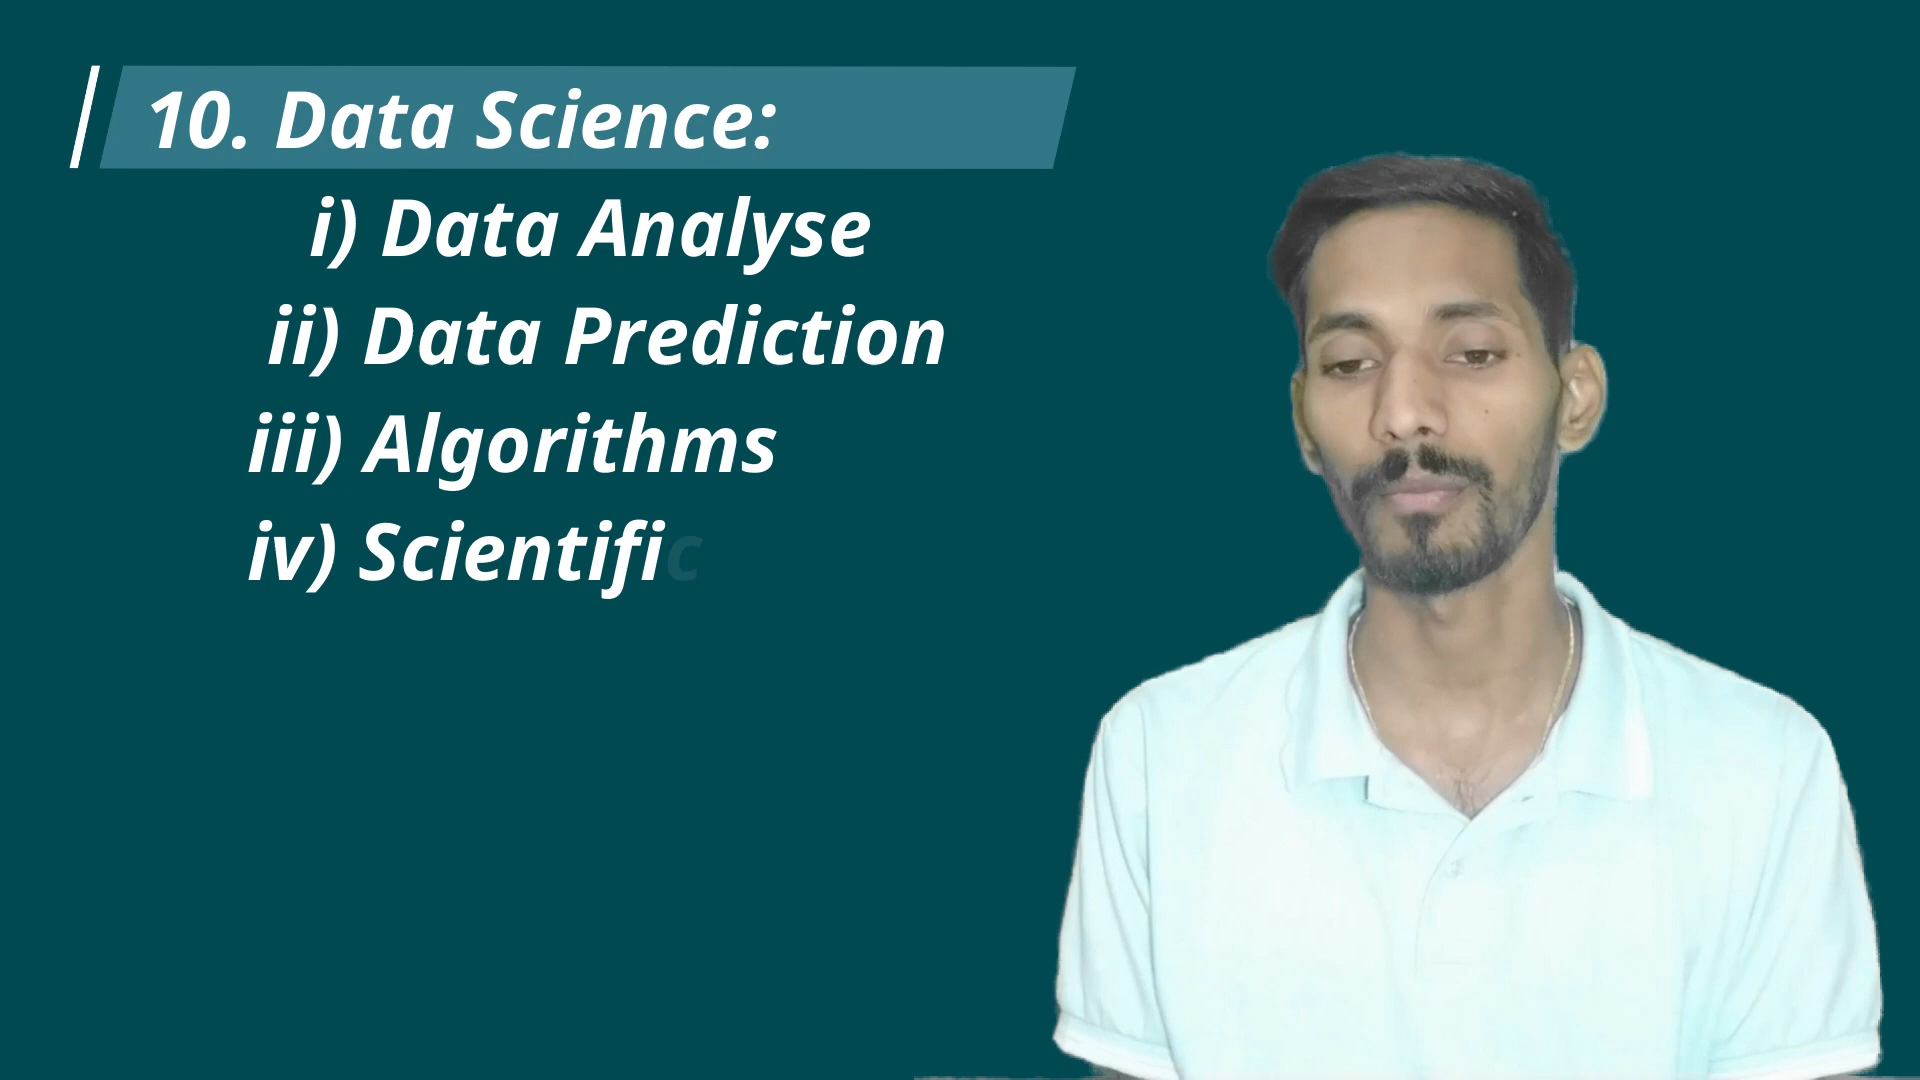 10. Data Science:
i) Data Analyse
ii) Data Prediction
iii) Algorithms
iv) Scientific